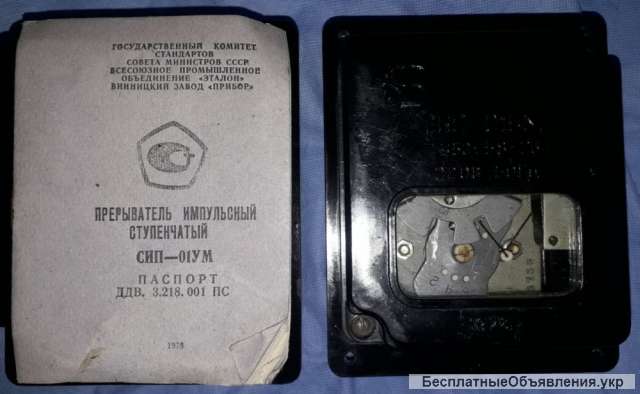 ГОСУДАРСТВЕННЫЙ КОМИТЕТ
СТАНДАРТОВ
СОВЕТА МИНИСТРОВ СССР
ВСЕСОЮЗНОЕ ПРОМЫШЛЕННОЕ
ОБЪЕДИНЕНИЕ «ЭТАЛОН»
ВИННИЦКИЙ ЗАВОД «ПРИБОР»
ПРЕРЫВАТЕЛЬ ИМПУЛЬСНЫЙ
СТУПЕНЧАТЫЙ
СИП—01УМ
ПАСПОРТ
ДДВ. 3.218.001 ПС
1978
БесплатныеОбъявления.укр